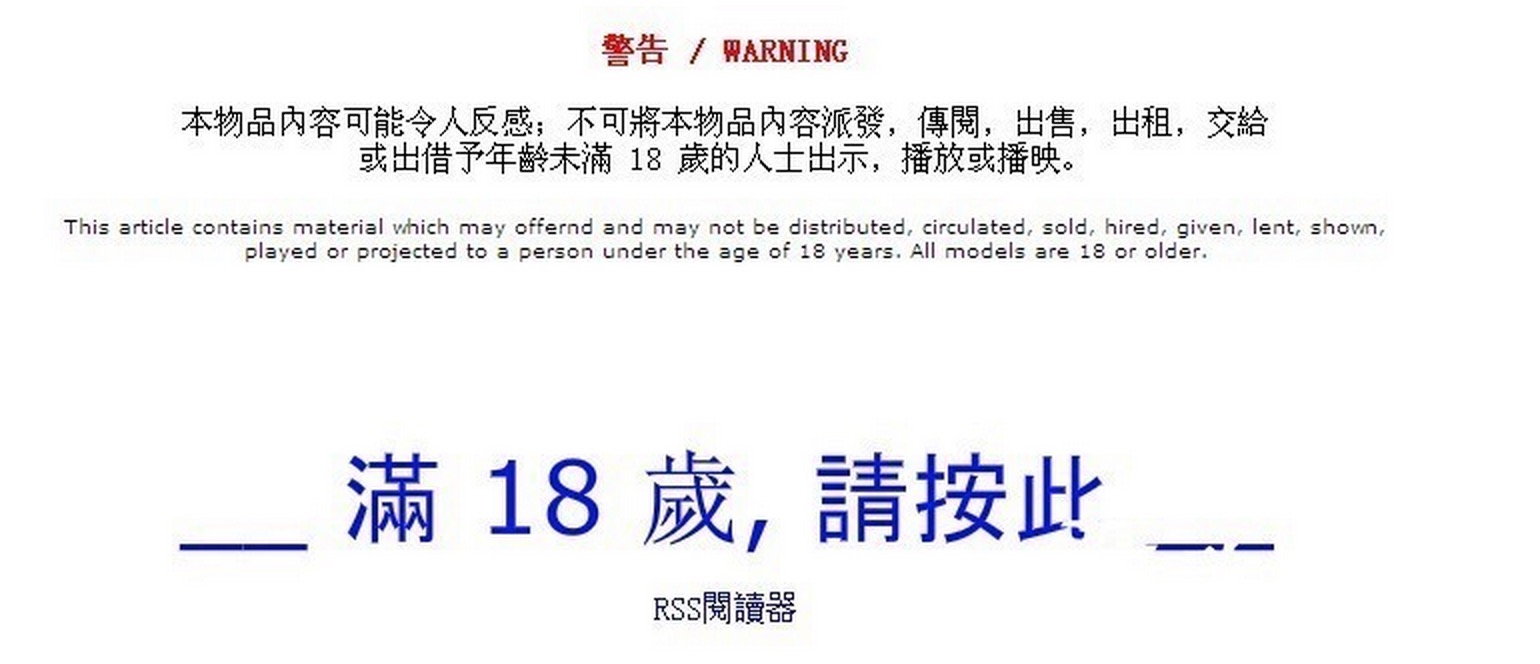 警告 / WARNING
本物品內容可能令人反感；不可將本物品內容派發，傳閱，出售，出租，交給
或出借予年齡未滿 18 歲的人士出示，播放或播映。
This article contains material which may offernd and may not be distributed, circulated, sold, hired, given, lent, shown,
played or projected to a person under the age of 18 years. All models are 18 or older.
__ 滿 18 歲, 請按此 __
RSS閱讀器